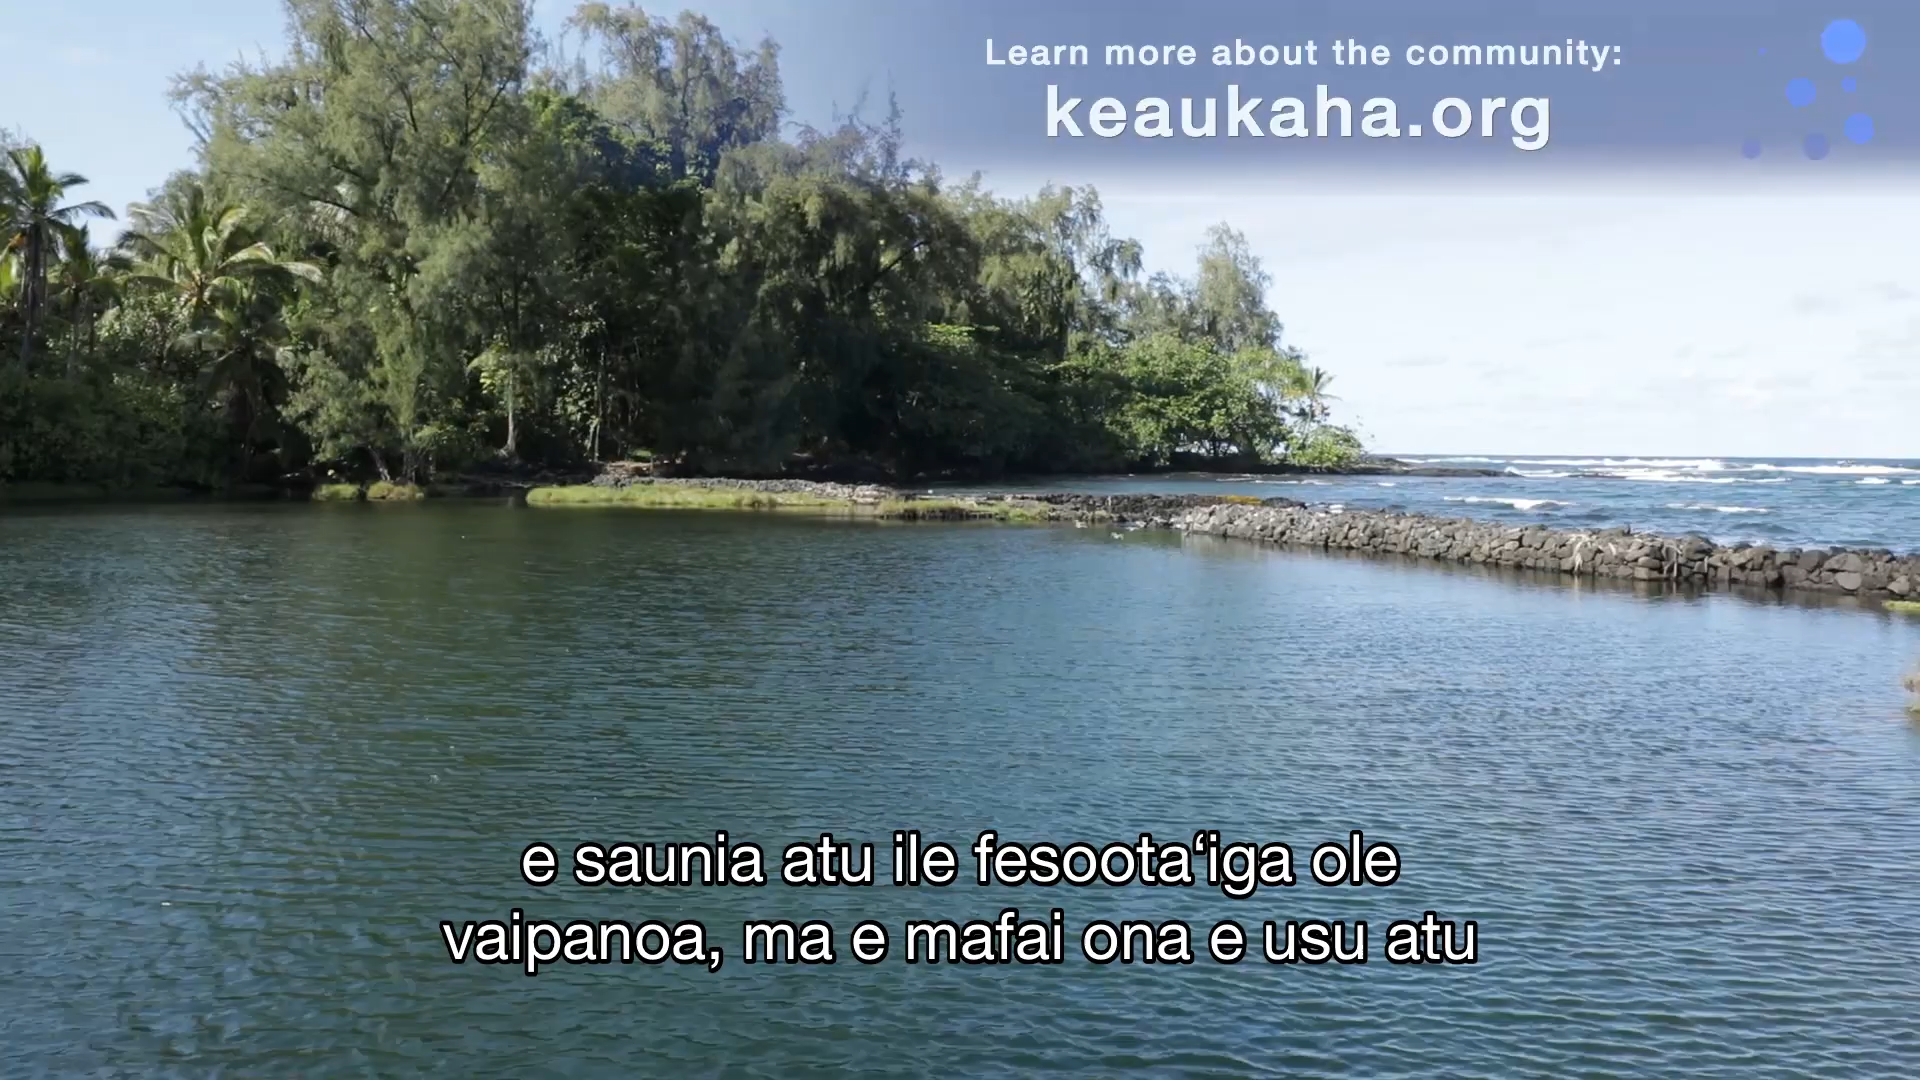 Learn more about the community:
keaukaha.org
e saunia atu ile fesoota‘iga ole
vaipanoa, ma e mafai ona e usu atu